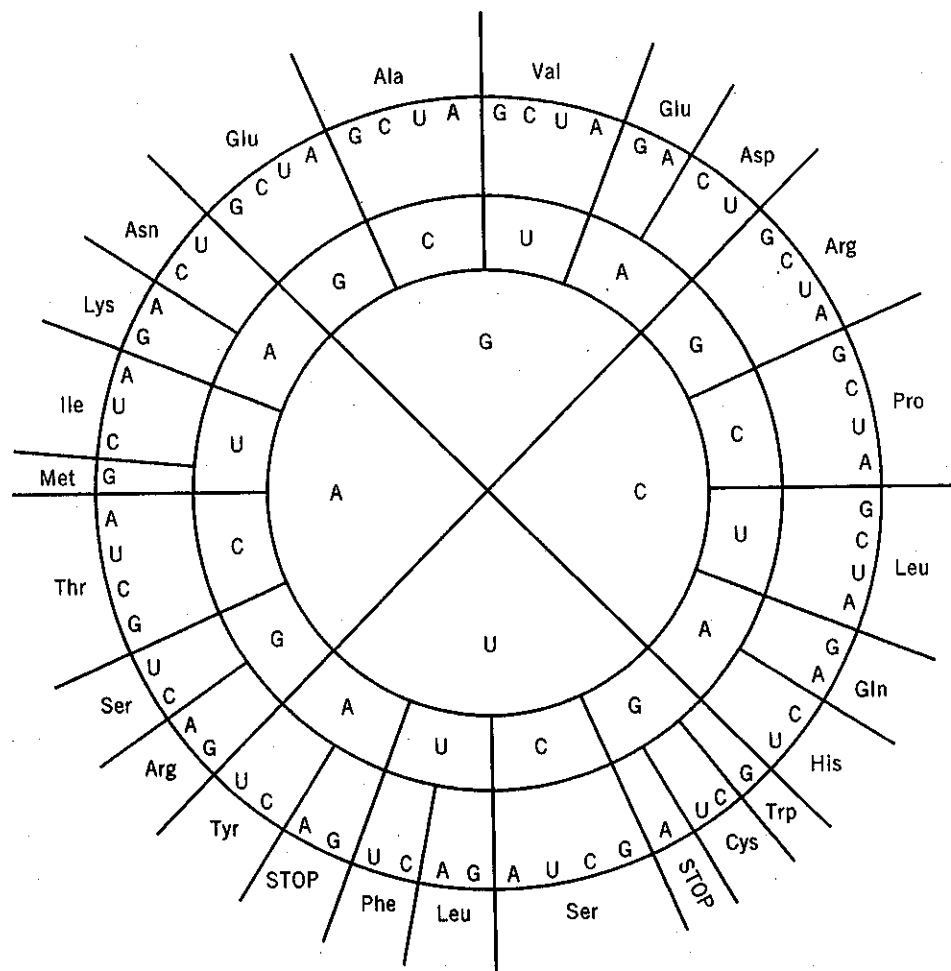 Val
G C U A
Glu
G A
Asp
C U
Arg
G C U A
Pro
G C U A
Leu
G C U A
Gln
G A
His
C U
Trp
G
Cys
C U
STOP
A
Ser
G C U A
Leu
G A
Phe
C U
STOP
G A
Tyr
C U
Arg
G A
Ser
C U
Thr
G C U A
Met
G
Ile
C U A
Lys
G A
Asn
C U
Glu
G C U A
Ala
G C U A
U
A
G
C
U
A
G
C
U
A
G
C
U
A
G
C
G
C
U
A